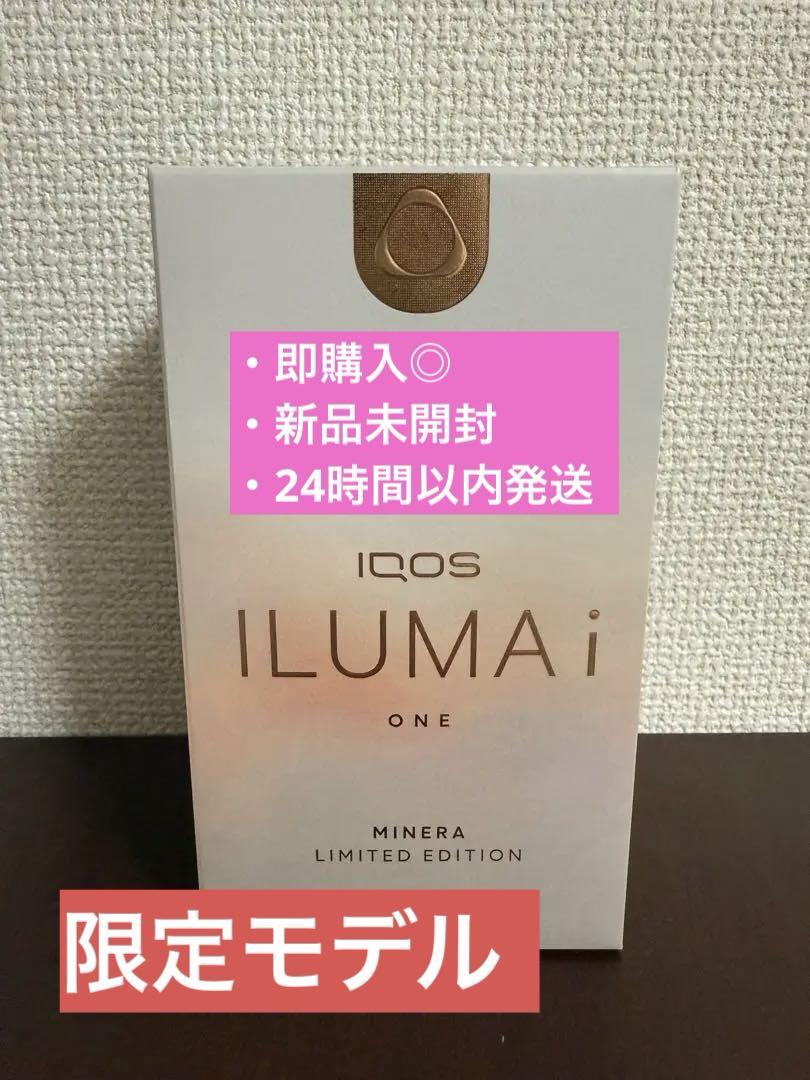 ・即購入◎
・新品未開封
・24時間以内発送
IQOS
ILUMA i
ONE
MINERA
LIMITED EDITION
限定モデル